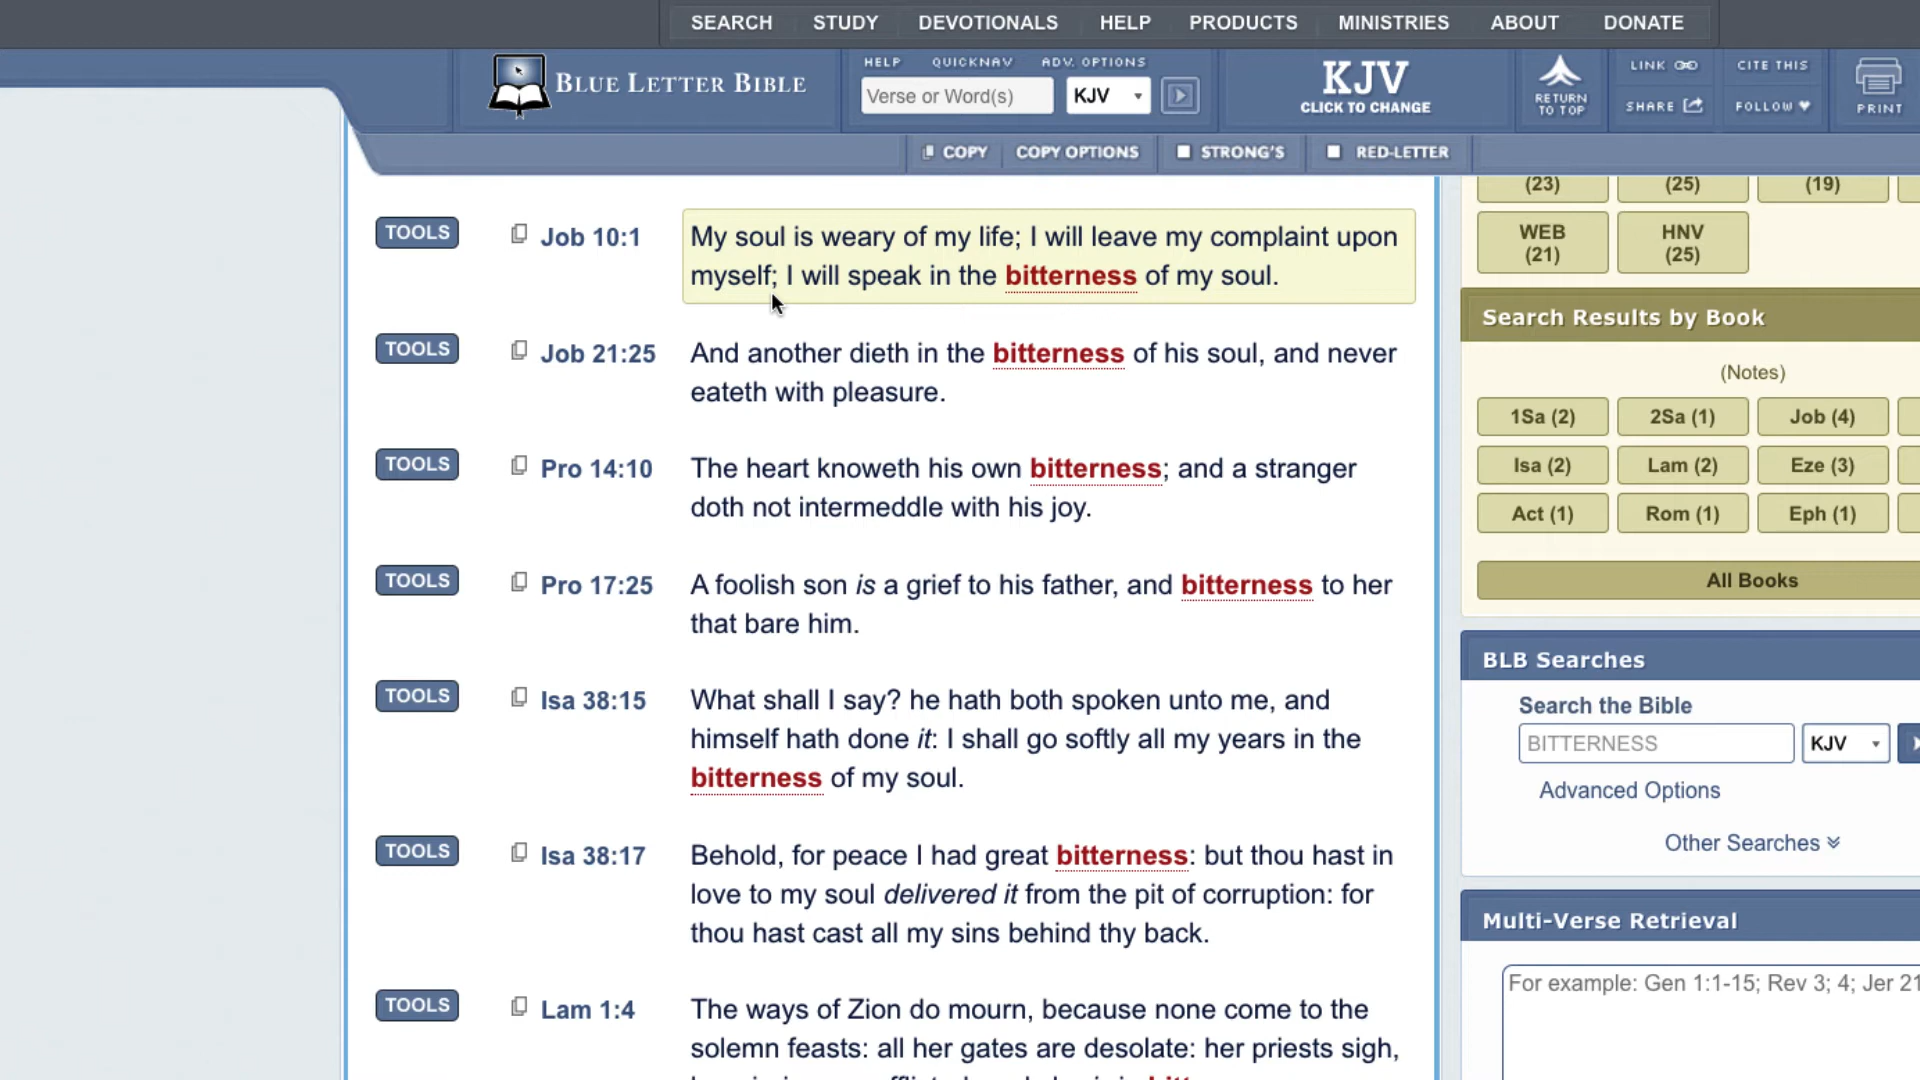 SEARCH STUDY DEVOTIONALS HELP PRODUCTS MINISTRIES ABOUT DONATE
BLUE LETTER BIBLE
HELP QUICKNAV ADV. OPTIONS
Verse or Word(s) KJV
KJV
CLICK TO CHANGE
RETURN
TO TOP
LINK
SHARE
CITE THIS
FOLLOW
PRINT
COPY COPY OPTIONS STRONG'S RED-LETTER
TOOLS Job 10:1 My soul is weary of my life; I will leave my complaint upon
myself; I will speak in the bitterness of my soul.
TOOLS Job 21:25 And another dieth in the bitterness of his soul, and never
eateth with pleasure.
TOOLS Pro 14:10 The heart knoweth his own bitterness; and a stranger
doth not intermeddle with his joy.
TOOLS Pro 17:25 A foolish son is a grief to his father, and bitterness to her
that bare him.
TOOLS Isa 38:15 What shall I say? he hath both spoken unto me, and
himself hath done it: I shall go softly all my years in the
bitterness of my soul.
TOOLS Isa 38:17 Behold, for peace I had great bitterness: but thou hast in
love to my soul delivered it from the pit of corruption: for
thou hast cast all my sins behind thy back.
TOOLS Lam 1:4 The ways of Zion do mourn, because none come to the
solemn feasts: all her gates are desolate: her priests sigh,
(23) (25) (19)
WEB
(21)
HNV
(25)
Search Results by Book
(Notes)
1Sa (2) 2Sa (1) Job (4)
Isa (2) Lam (2) Eze (3)
Act (1) Rom (1) Eph (1)
All Books
BLB Searches
Search the Bible
BITTERNESS KJV
Advanced Options
Other Searches
Multi-Verse Retrieval
For example: Gen 1:1-15; Rev 3; 4; Jer 21